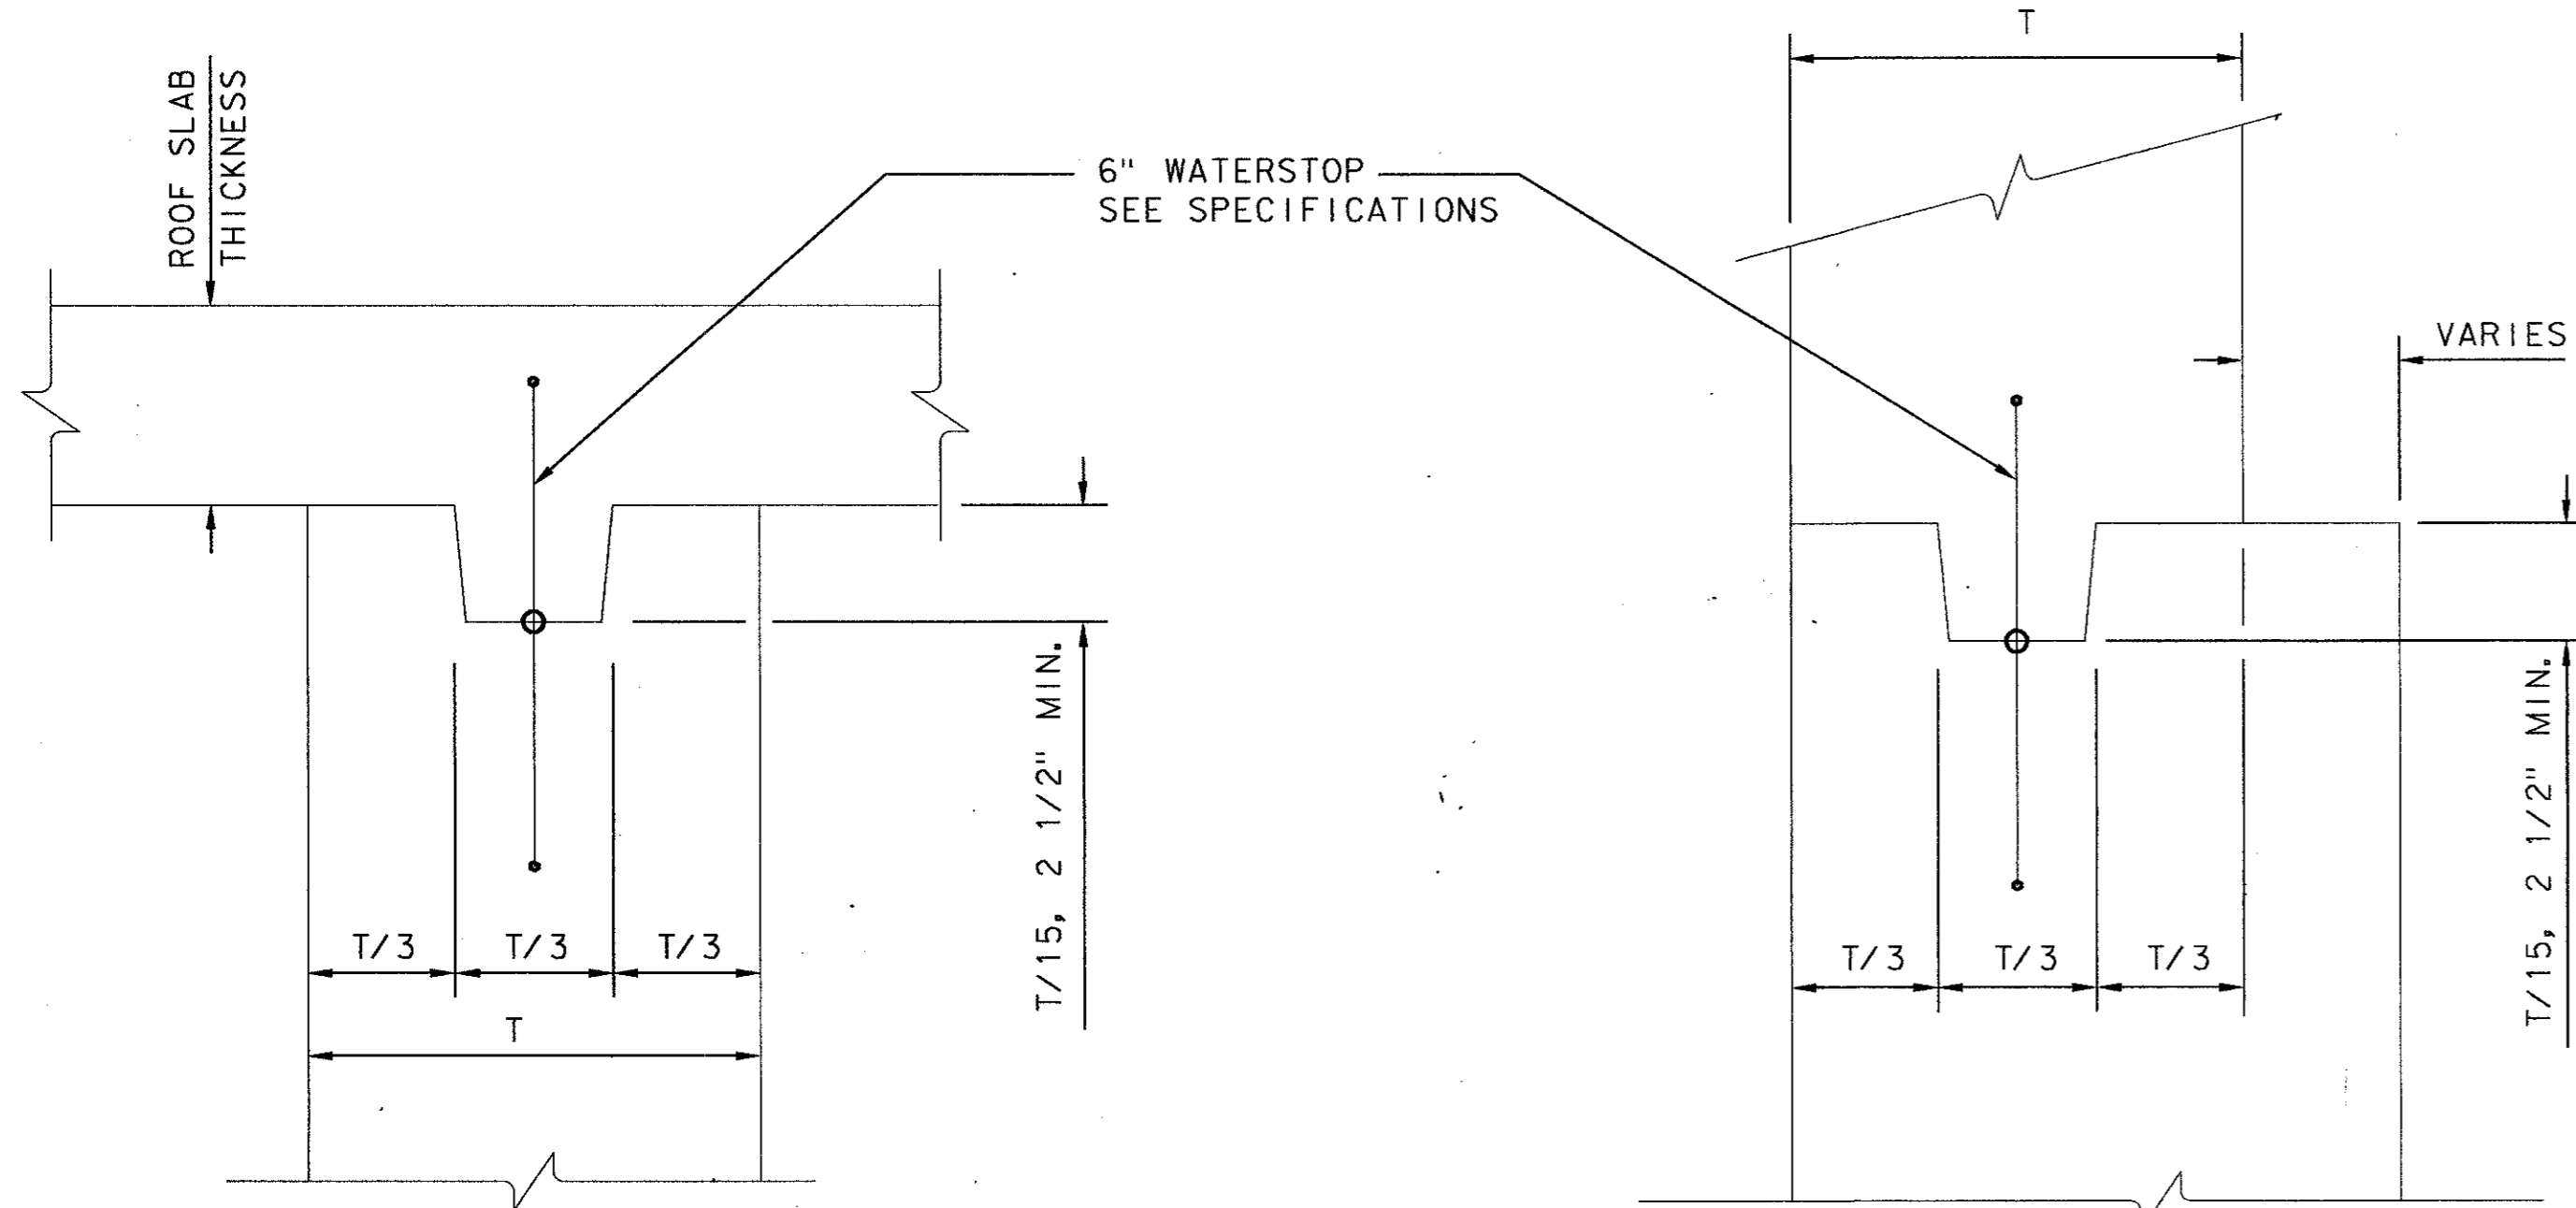 T
ROOF SLAB
THICKNESS
6" WATERSTOP
SEE SPECIFICATIONS
VARIES
T/15, 2 1/2" MIN.
T/15, 2 1/2" MIN.
T/3 T/3 T/3
T/3 T/3 T/3
T